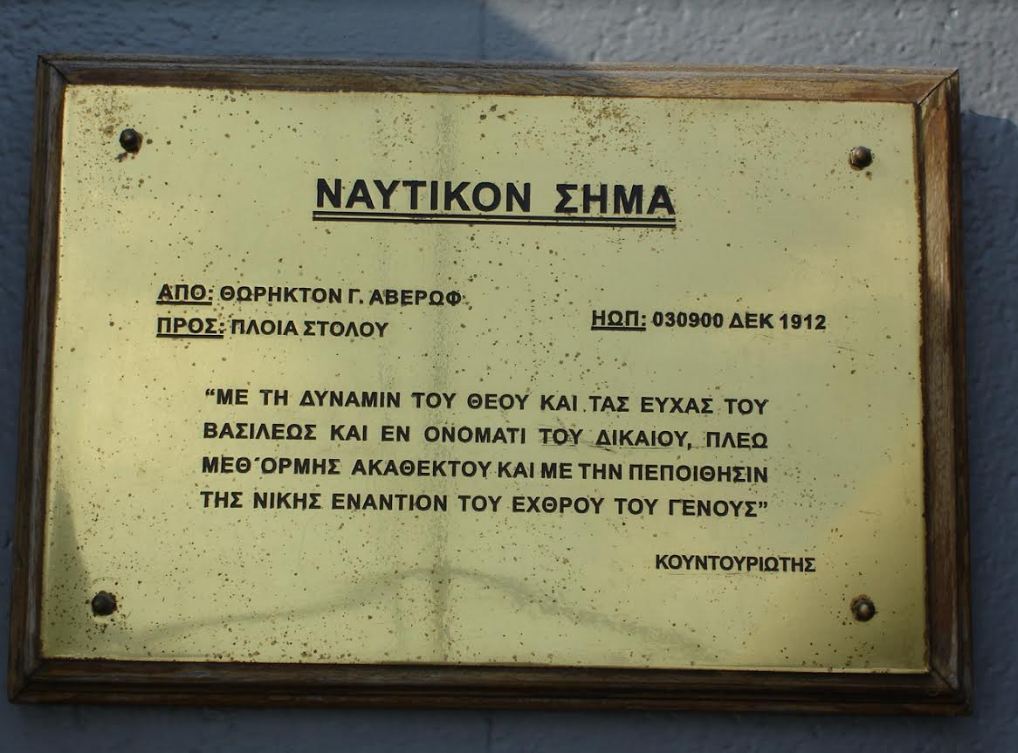 ΝΑΥΤΙΚΟΝ ΣΗΜΑ
ΑΠΟ: ΘΩΡΗΚΤΟΝ Γ. ΑΒΕΡΩΦ
ΠΡΟΣ: ΠΛΟΙΑ ΣΤΟΛΟΥ
ΗΩΠ: 030900 ΔΕΚ 1912
“ΜΕ ΤΗ ΔΥΝΑΜΙΝ ΤΟΥ ΘΕΟΥ ΚΑΙ ΤΑΣ ΕΥΧΑΣ ΤΟΥ
ΒΑΣΙΛΕΩΣ ΚΑΙ ΕΝ ΟΝΟΜΑΤΙ ΤΟΥ ΔΙΚΑΙΟΥ, ΠΛΕΩ
ΜΕΘ΄ΟΡΜΗΣ ΑΚΑΘΕΚΤΟΥ ΚΑΙ ΜΕ ΤΗΝ ΠΕΠΟΙΘΗΣΙΝ
ΤΗΣ ΝΙΚΗΣ ΕΝΑΝΤΙΟΝ ΤΟΥ ΕΧΘΡΟΥ ΤΟΥ ΓΕΝΟΥΣ”
ΚΟΥΝΤΟΥΡΙΩΤΗΣ